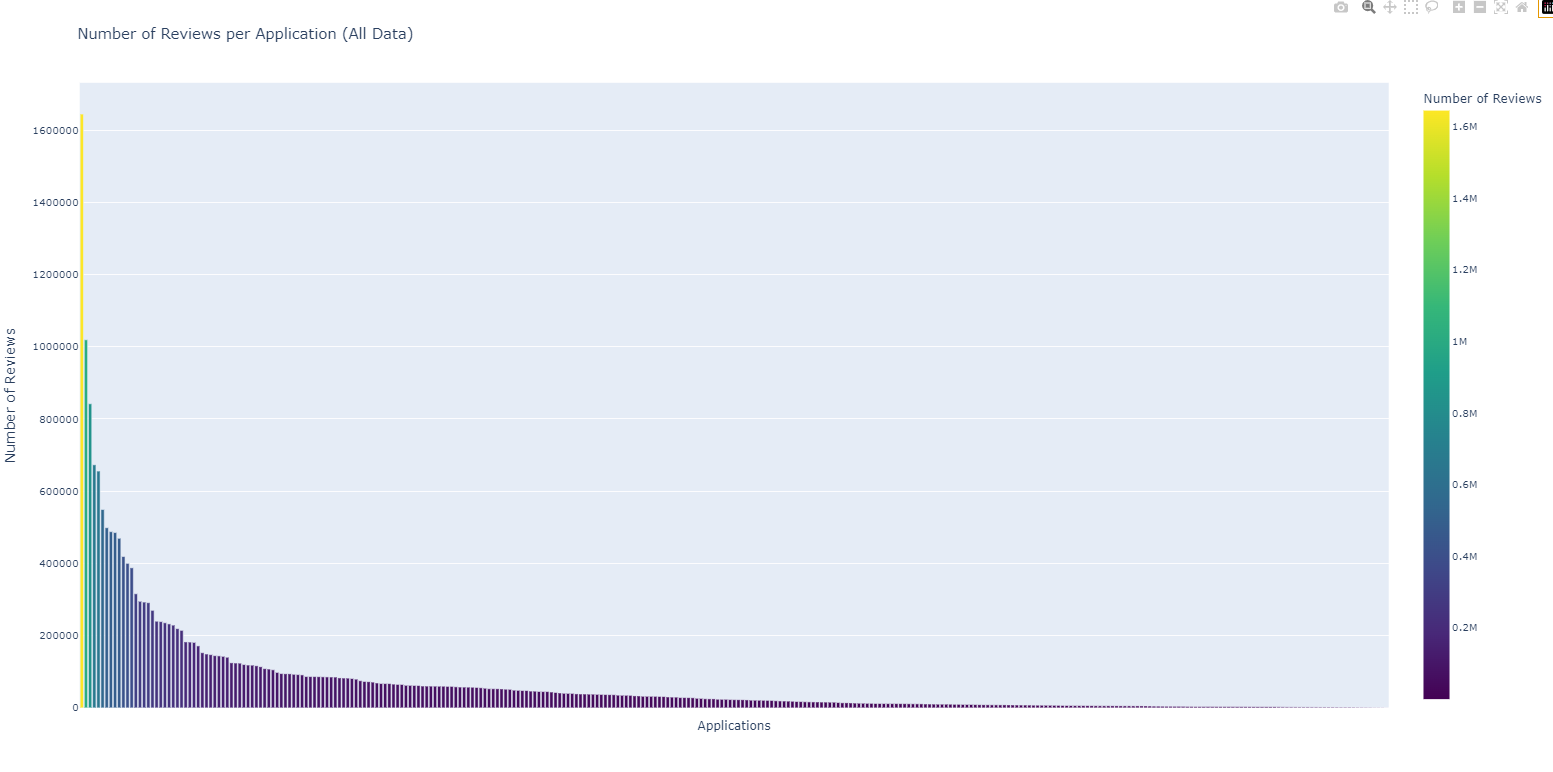 Number of Reviews per Application (All Data)
Number of Reviews
1600000
1400000
1200000
1000000
800000
600000
400000
200000
0
Applications
Number of Reviews
1.6M
1.4M
1.2M
1M
0.8M
0.6M
0.4M
0.2M